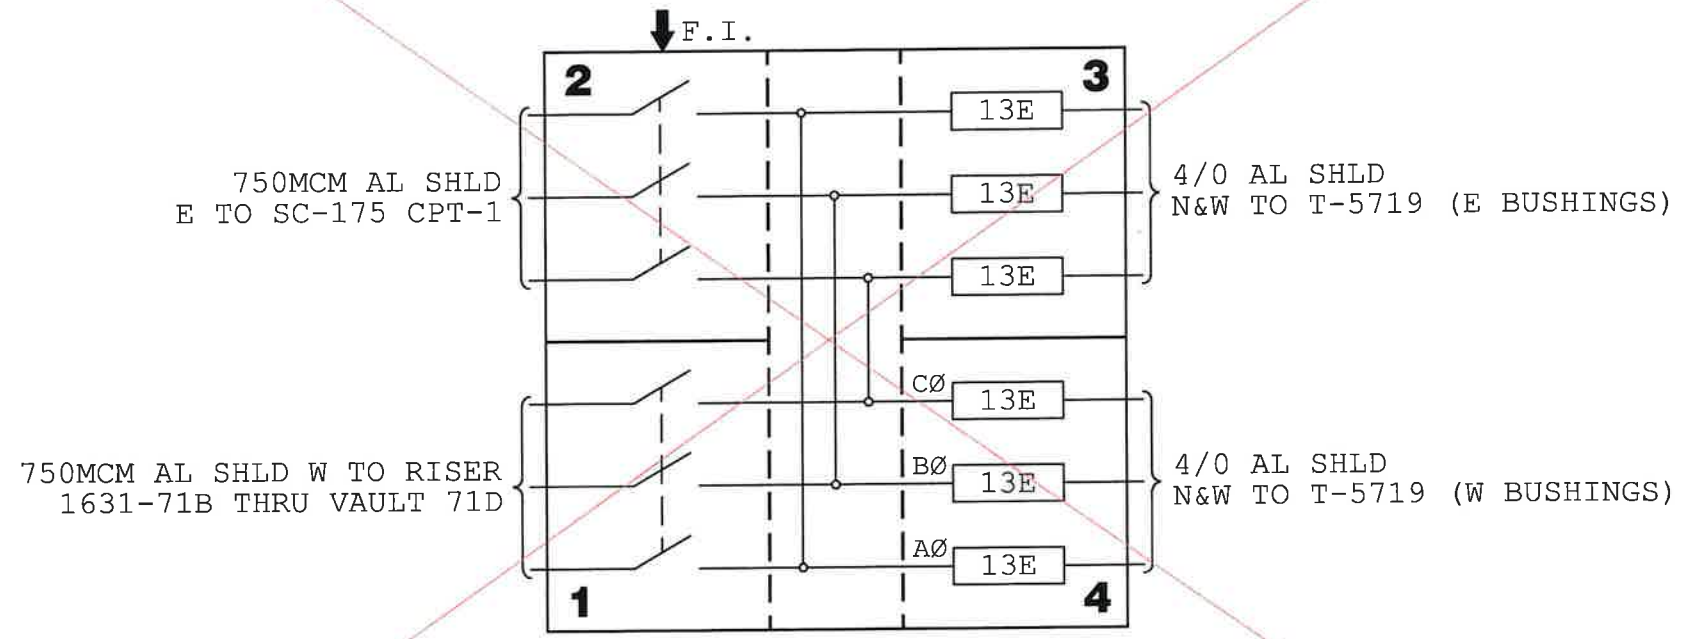 F.I.
2
3
13E
13E
13E
750MCM AL SHLD
E TO SC-175 CPT-1
4/0 AL SHLD
N&W TO T-5719 (E BUSHINGS)
CØ
13E
BØ
13E
AØ
13E
750MCM AL SHLD W TO RISER
1631-71B THRU VAULT 71D
4/0 AL SHLD
N&W TO T-5719 (W BUSHINGS)
1
4